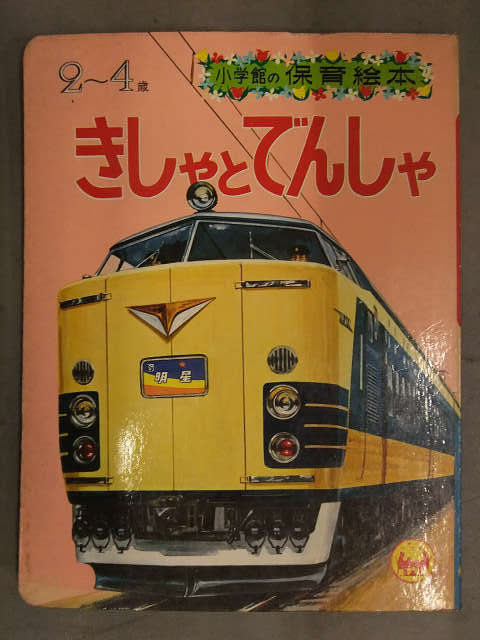 2～4歳
小学館の保育絵本
きしゃとでんしゃ
明星